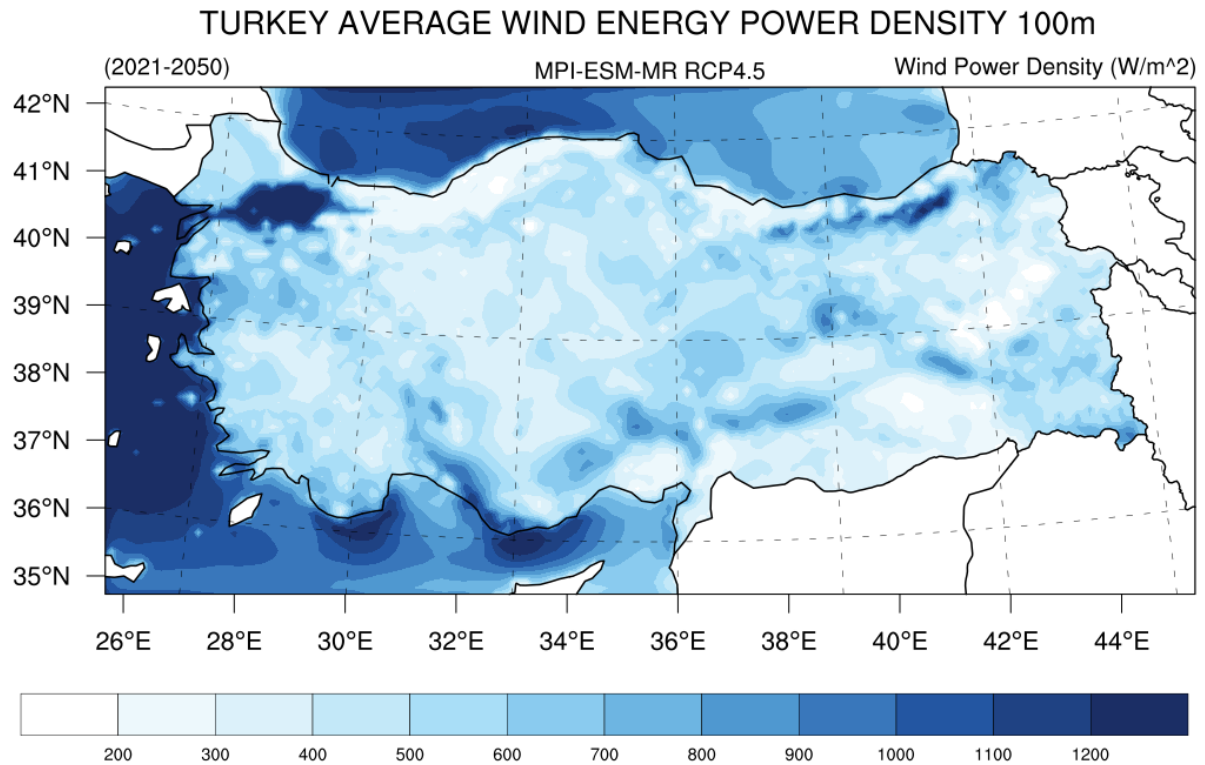 TURKEY AVERAGE WIND ENERGY POWER DENSITY 100m
(2021-2050) MPI-ESM-MR RCP4.5 Wind Power Density (W/m^2)
42°N
41°N
40°N
39°N
38°N
37°N
36°N
35°N
26°E 28°E 30°E 32°E 34°E 36°E 38°E 40°E 42°E 44°E
200 300 400 500 600 700 800 900 1000 1100 1200